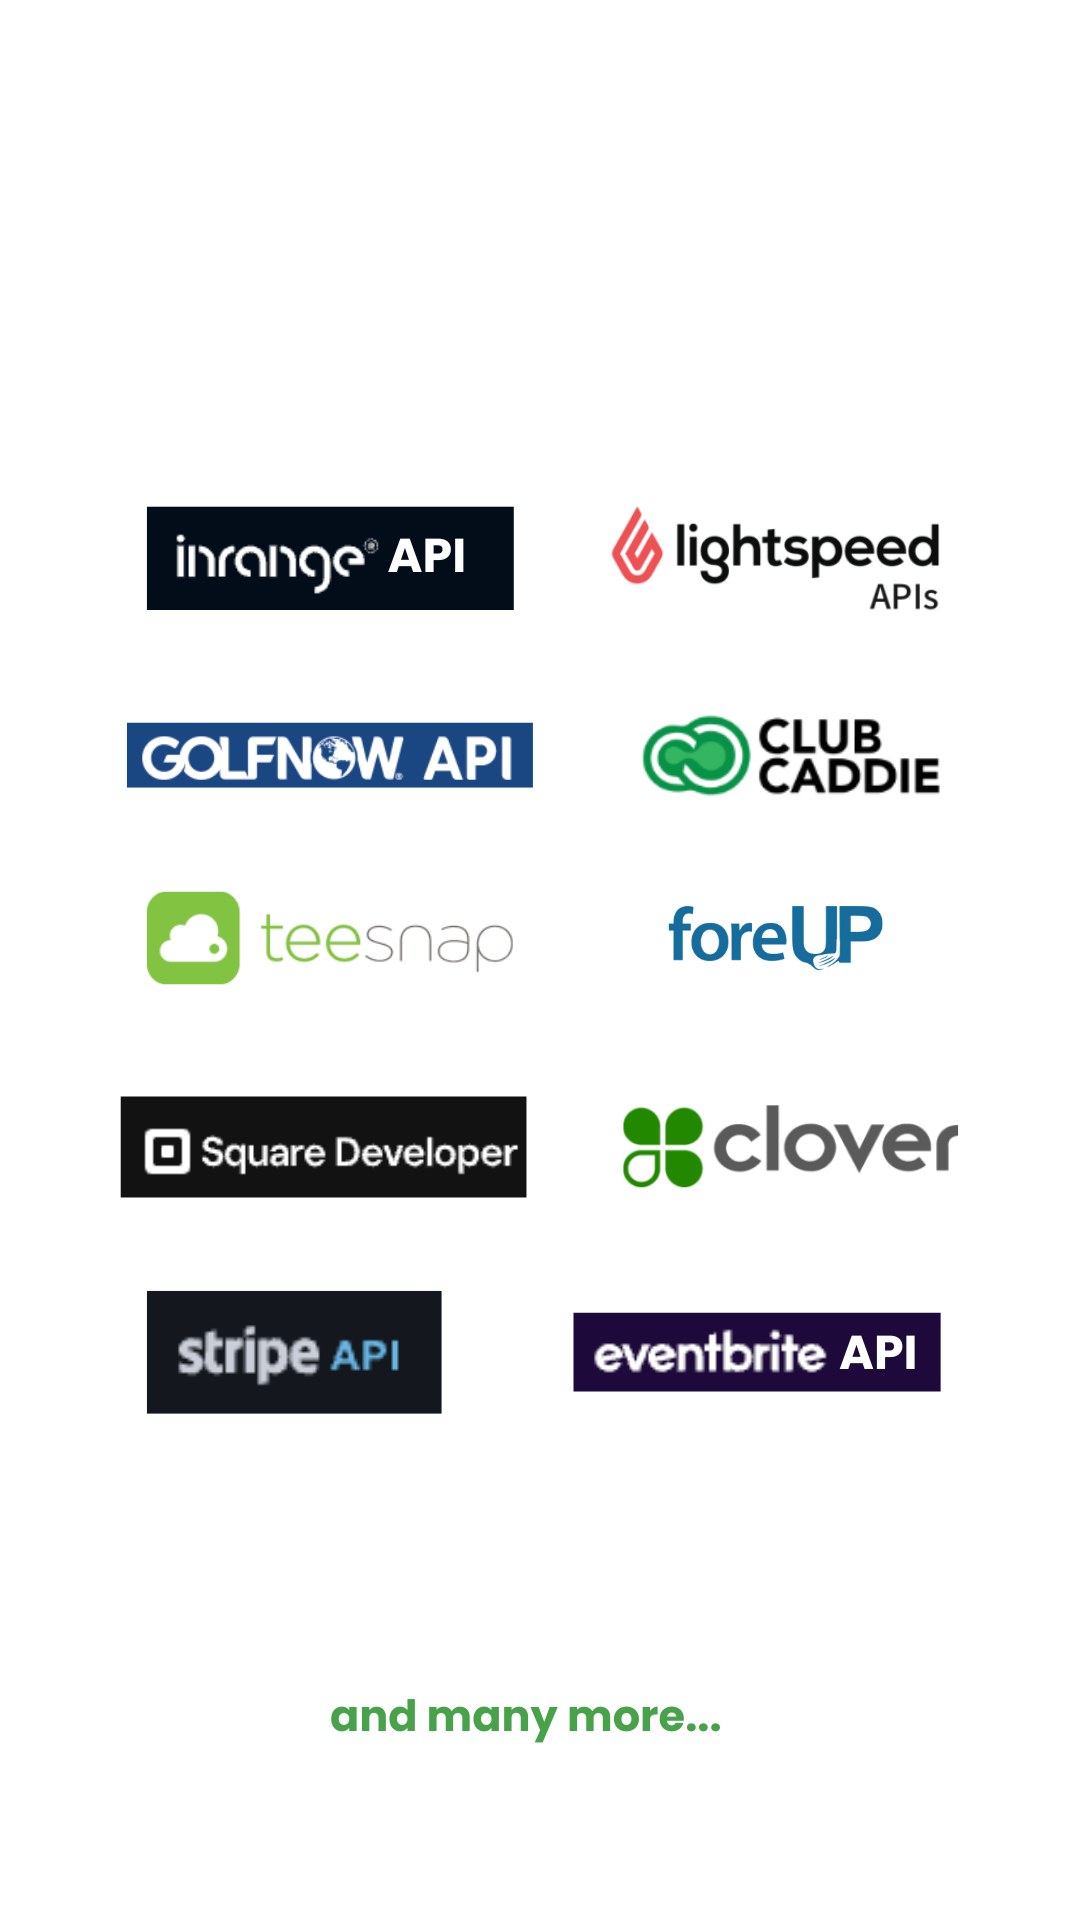 inrange® API
lightspeed
APIs
GOLFNOW® API
CLUB
CADDIE
teesnap
foreUP
Square Developer
clover
stripe API
eventbrite API
and many more...